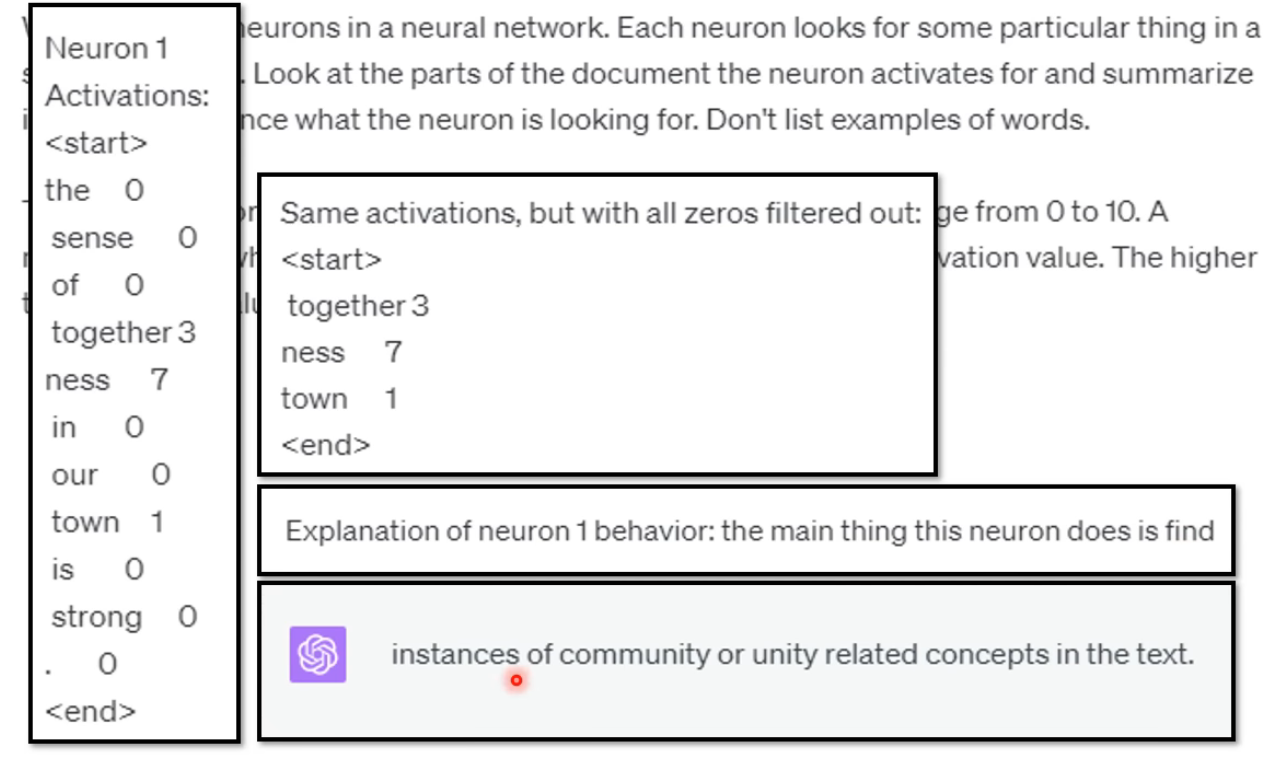 neurons in a neural network. Each neuron looks for some particular thing in a
. Look at the parts of the document the neuron activates for and summarize
nce what the neuron is looking for. Don't list examples of words.
ge from 0 to 10. A
vation value. The higher
Neuron 1
Activations:
<start>
the 0
sense 0
of 0
together 3
ness 7
in 0
our 0
town 1
is 0
strong 0
. 0
<end>
Same activations, but with all zeros filtered out:
<start>
together 3
ness 7
town 1
<end>
Explanation of neuron 1 behavior: the main thing this neuron does is find
instances of community or unity related concepts in the text.